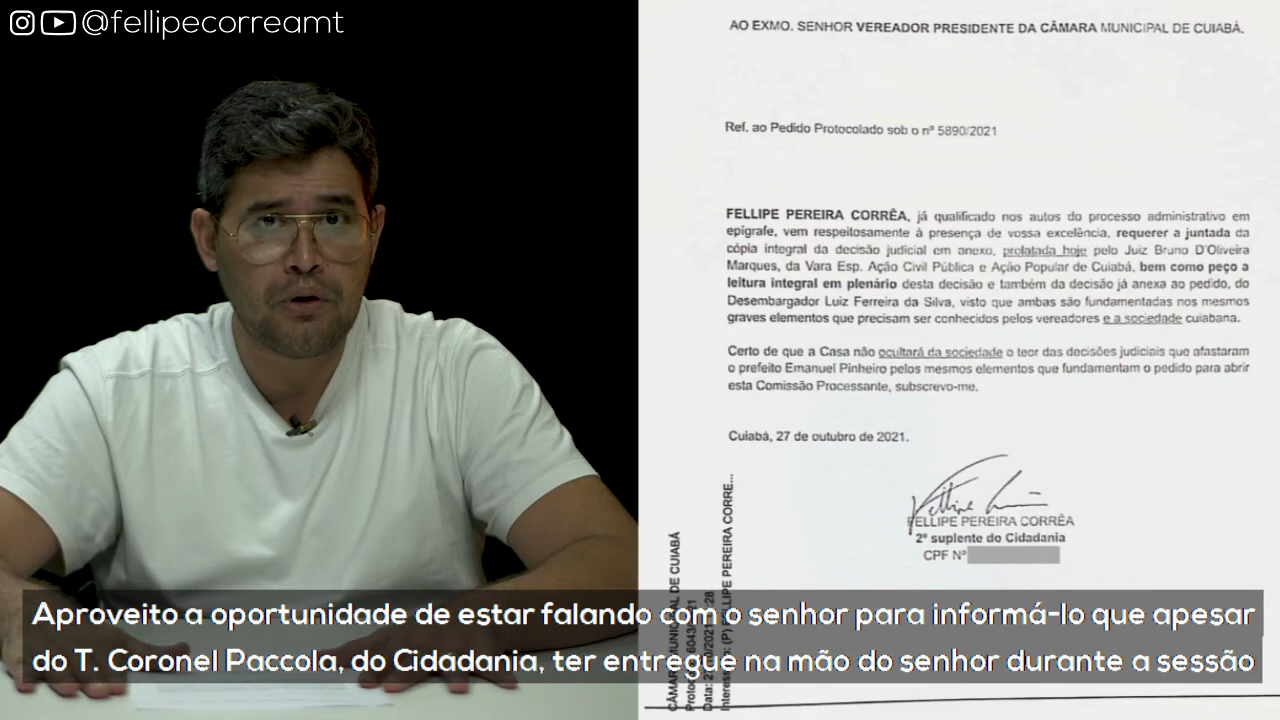 @fellipecorreamt
AO EXMO. SENHOR VEREADOR PRESIDENTE DA CÂMARA MUNICIPAL DE CUIABÁ.
Ref. ao Pedido Protocolado sob o nº 5890/2021
FELLIPE PEREIRA CORRÊA, já qualificado nos autos do processo administrativo em
epígrafe, vem respeitosamente à presença de vossa excelência, requerer a juntada da
cópia integral da decisão judicial em anexo, prolatada hoje pelo Juiz Bruno D'Oliveira
Marques, da Vara Esp. Ação Civil Pública e Ação Popular de Cuiabá, bem como peço a
leitura integral em plenário desta decisão e também da decisão já anexa ao pedido, do
Desembargador Luiz Ferreira da Silva, visto que ambas são fundamentadas nos mesmos
graves elementos que precisam ser conhecidos pelos vereadores e a sociedade cuiabana.
Certo de que a Casa não ocultará da sociedade o teor das decisões judiciais que afastaram
o prefeito Emanuel Pinheiro pelos mesmos elementos que fundamentam o pedido para abrir
esta Comissão Processante, subscrevo-me.
Cuiabá, 27 de outubro de 2021.
FELLIPE PEREIRA CORRÊA
2º suplente do Cidadania
CPF Nº
CÂMARA MUNICIPAL DE CUIABÁ
(P) FELLIPE PEREIRA CORRE...
Aproveito a oportunidade de estar falando com o senhor para informá-lo que apesar
do T. Coronel Paccola, do Cidadania, ter entregue na mão do senhor durante a sessão